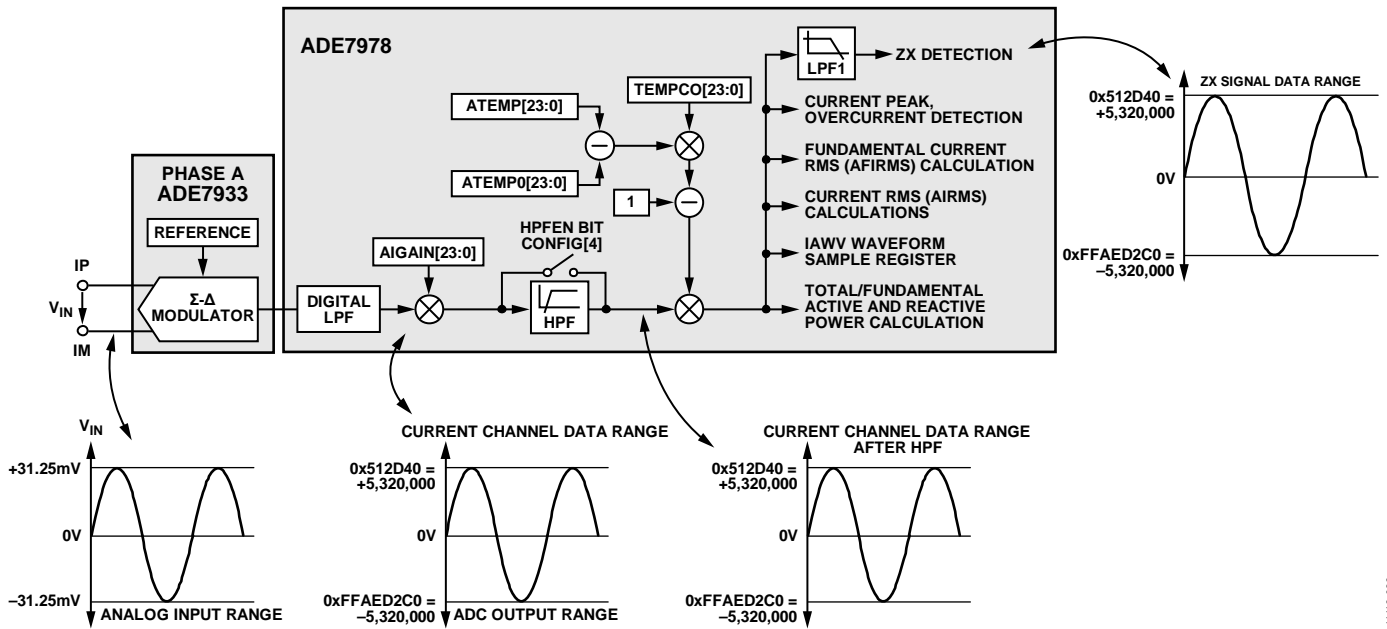 ADE7978
LPF1
ZX DETECTION
TEMPCO[23:0]
ATEMP[23:0]
CURRENT PEAK,
OVERCURRENT DETECTION
ZX SIGNAL DATA RANGE
0x512D40 =
+5,320,000
0V
0xFFAED2C0 =
–5,320,000
FUNDAMENTAL CURRENT
RMS (AFIRMS) CALCULATION
PHASE A
ADE7933
ATEMP0[23:0]
1
CURRENT RMS (AIRMS)
CALCULATIONS
REFERENCE
HPFEN BIT
CONFIG[4]
AIGAIN[23:0]
IAWV WAVEFORM
SAMPLE REGISTER
IP
VIN
IM
Σ-Δ
MODULATOR
DIGITAL
LPF
HPF
TOTAL/FUNDAMENTAL
ACTIVE AND REACTIVE
POWER CALCULATION
VIN
+31.25mV
0V
–31.25mV
ANALOG INPUT RANGE
CURRENT CHANNEL DATA RANGE
0x512D40 =
+5,320,000
0V
0xFFAED2C0 =
–5,320,000
ADC OUTPUT RANGE
CURRENT CHANNEL DATA RANGE
AFTER HPF
0x512D40 =
+5,320,000
0V
0xFFAED2C0 =
–5,320,000